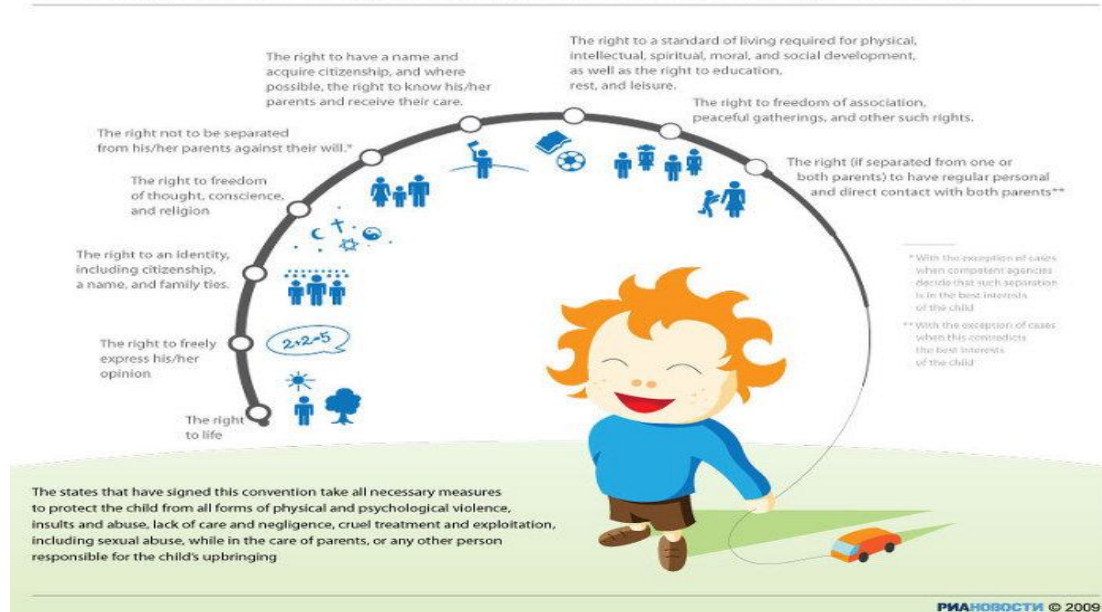 The right to a standard of living required for physical,
intellectual, spiritual, moral, and social development,
as well as the right to education,
rest, and leisure.
The right to have a name and
acquire citizenship, and where
possible, the right to know his/her
parents and receive their care.
The right to freedom of association,
peaceful gatherings, and other such rights.
The right not to be separated
from his/her parents against their will.*
The right (if separated from one or
both parents) to have regular personal
and direct contact with both parents**
The right to freedom
of thought, conscience,
and religion
The right to an identity,
including citizenship,
a name, and family ties.
* With the exception of cases
when competent agencies
decide that such separation
is in the best interests
of the child
** With the exception of cases
when this contradicts
the best interests
of the child
The right to freely
express his/her
opinion
2+2=5
The right
to life
The states that have signed this convention take all necessary measures
to protect the child from all forms of physical and psychological violence,
insults and abuse, lack of care and negligence, cruel treatment and exploitation,
including sexual abuse, while in the care of parents, or any other person
responsible for the child's upbringing
РИАНОВОСТИ © 2009